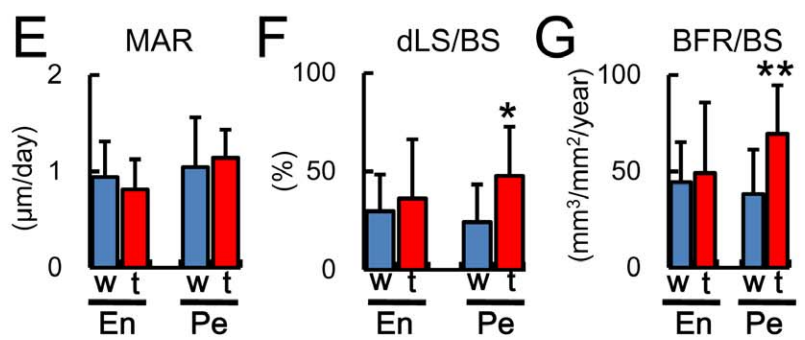 E MAR
2
1
0
(μm/day)
w t w t
En Pe
F dLS/BS
100
50
0
(%)
*
w t w t
En Pe
G BFR/BS
100
50
0
(mm³/mm²/year)
**
w t w t
En Pe